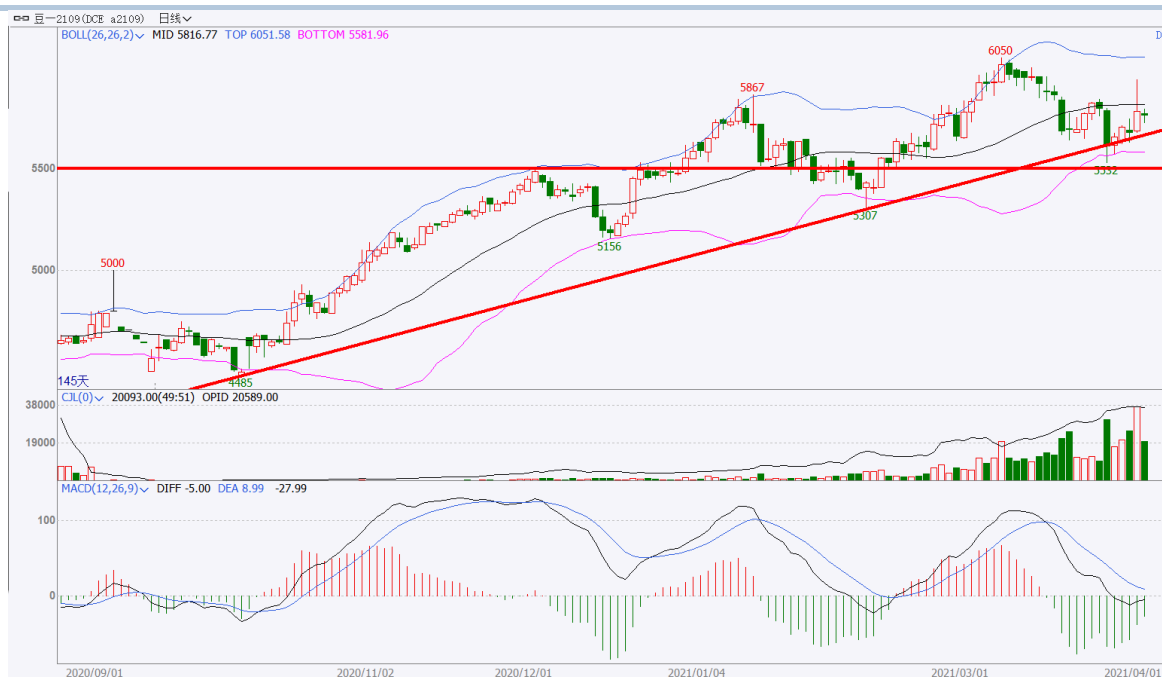 豆一2109(DCE a2109) 日线
BOLL(26,26,2) MID 5816.77 TOP 6051.58 BOTTOM 5581.96
D
6050
5867
5500
5532
5307
5156
5000
5000
4485
145天
CJL(0) 20093.00(49:51) OPID 20589.00
38000
19000
MACD(12,26,9) DIFF -5.00 DEA 8.99 -27.99
100
0
2020/09/01 2020/11/02 2020/12/01 2021/01/04 2021/03/01 2021/04/01